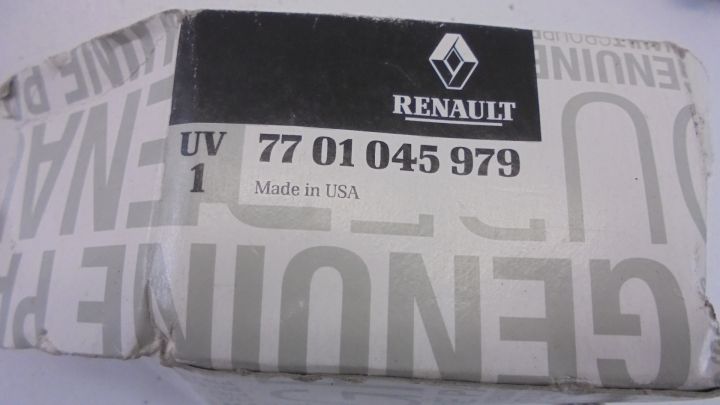 RENAULT
UV 77 01 045 979
1
Made in USA
GENUINE
GENUINE PA